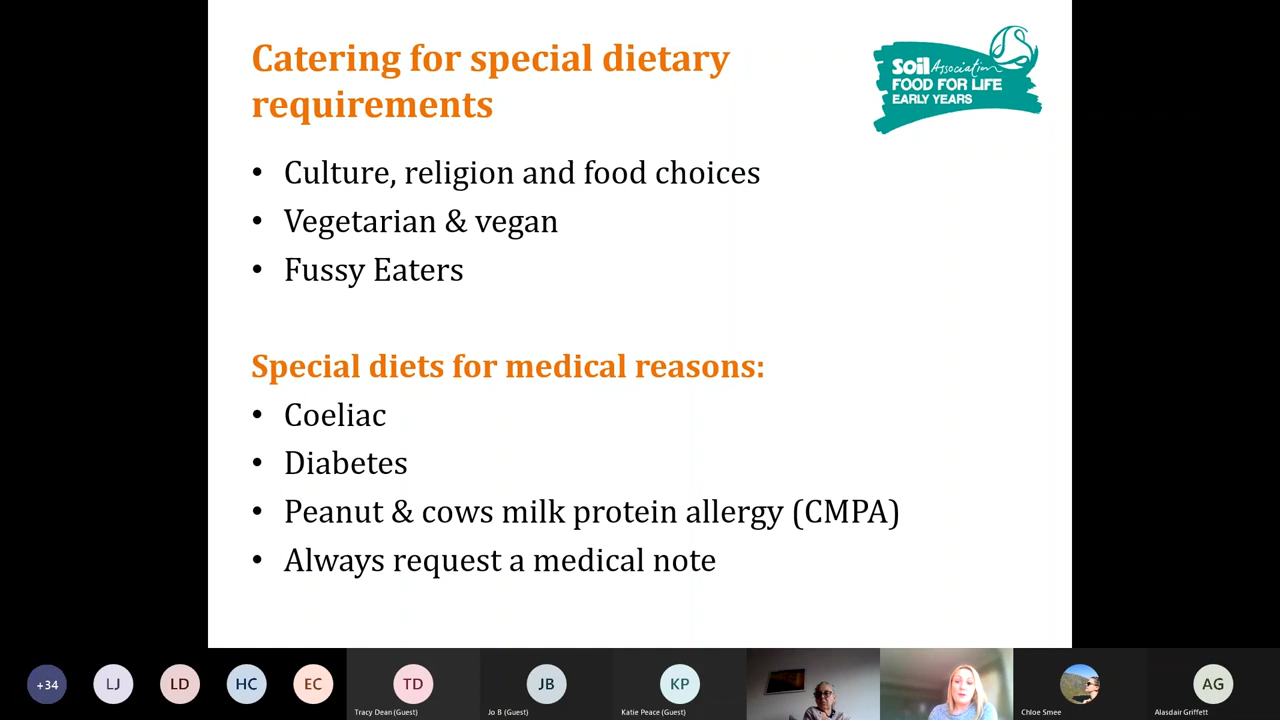 Catering for special dietary
requirements
Soil Association
FOOD FOR LIFE
EARLY YEARS
• Culture, religion and food choices
• Vegetarian & vegan
• Fussy Eaters
Special diets for medical reasons:
• Coeliac
• Diabetes
• Peanut & cows milk protein allergy (CMPA)
• Always request a medical note
+34
LJ
LD
HC
EC
TD
JB
KP
AG
Tracy Dean (Guest)
Jo B (Guest)
Katie Peace (Guest)
Chloe Smee
Alasdair Griffett